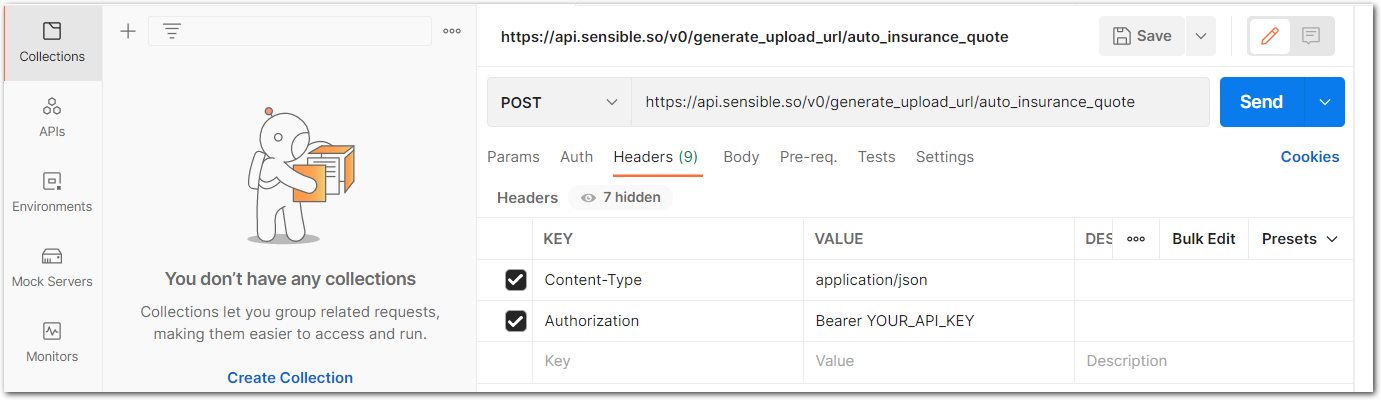 Collections
APIs
Environments
Mock Servers
Monitors
You don't have any collections
Collections let you group related requests,
making them easier to access and run.
Create Collection
https://api.sensible.so/v0/generate_upload_url/auto_insurance_quote
Save
POST
https://api.sensible.so/v0/generate_upload_url/auto_insurance_quote
Send
Params Auth Headers (9) Body Pre-req. Tests Settings Cookies
Headers 7 hidden
KEY VALUE DES Bulk Edit Presets
Content-Type application/json
Authorization Bearer YOUR_API_KEY
Key Value Description